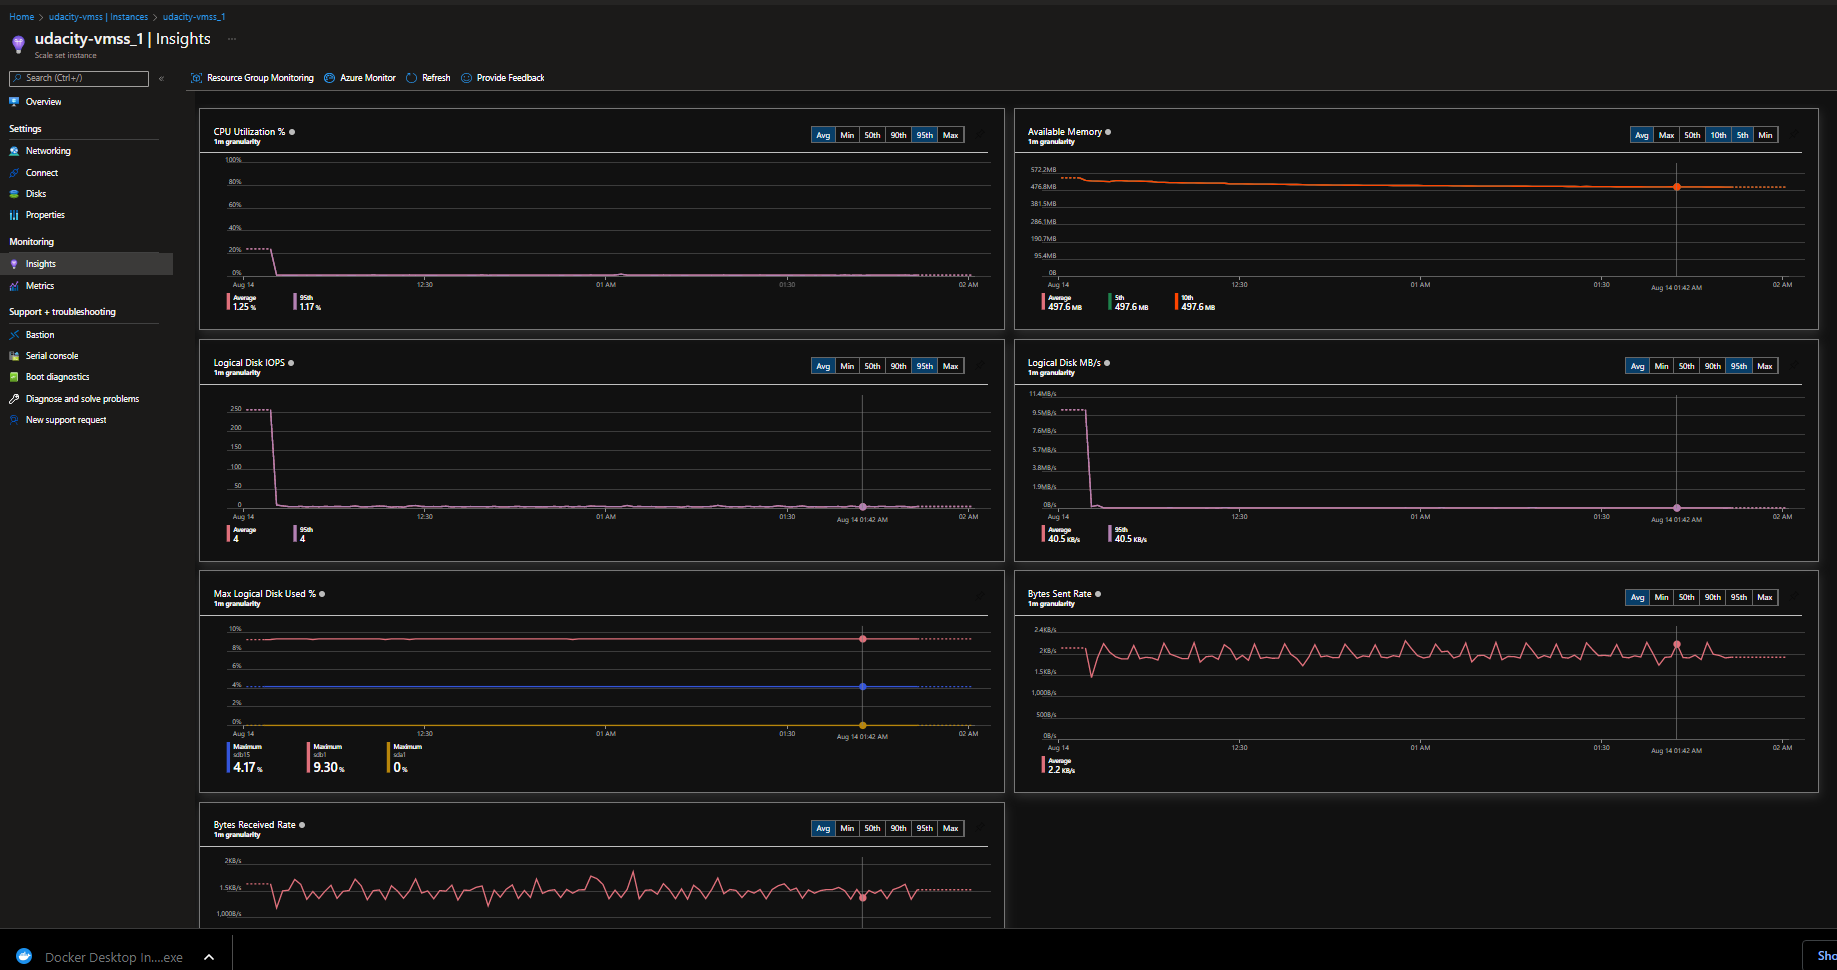 Home > udacity-vmss | Instances > udacity-vmss_1
udacity-vmss_1 | Insights ...
Scale set instance
Search (Ctrl+/)
«
Resource Group Monitoring
Azure Monitor
Refresh
Provide Feedback
Overview
Settings
Networking
Connect
Disks
Properties
Monitoring
Insights
Metrics
Support + troubleshooting
Bastion
Serial console
Boot diagnostics
Diagnose and solve problems
New support request
CPU Utilization %
1m granularity
Avg Min 50th 90th 95th Max
100%
80%
60%
40%
20%
0%
Aug 14 12:30 01 AM 01:30 02 AM
Average
1.25 %
95th
1.17 %
Available Memory
1m granularity
Avg Max 50th 10th 5th Min
572.2MB
476.8MB
381.5MB
286.1MB
190.7MB
95.4MB
0B
Aug 14 12:30 01 AM 01:30 Aug 14 01:42 AM 02 AM
Average
497.6 MB
5th
497.6 MB
10th
497.6 MB
Logical Disk IOPS
1m granularity
Avg Min 50th 90th 95th Max
250
200
150
100
50
0
Aug 14 12:30 01 AM 01:30 Aug 14 01:42 AM 02 AM
Average
4
95th
4
Logical Disk MB/s
1m granularity
Avg Min 50th 90th 95th Max
11.4MB/s
9.5MB/s
7.6MB/s
5.7MB/s
3.8MB/s
1.9MB/s
0B/s
Aug 14 12:30 01 AM 01:30 Aug 14 01:42 AM 02 AM
Average
40.5 KB/s
95th
40.5 KB/s
Max Logical Disk Used %
1m granularity
10%
8%
6%
4%
2%
0%
Aug 14 12:30 01 AM 01:30 Aug 14 01:42 AM 02 AM
Maximum
sdb15
4.17 %
Maximum
sdb1
9.30 %
Maximum
sda1
0 %
Bytes Sent Rate
1m granularity
Avg Min 50th 90th 95th Max
2.4KB/s
2KB/s
1.5KB/s
1,000B/s
500B/s
0B/s
Aug 14 12:30 01 AM 01:30 Aug 14 01:42 AM 02 AM
Average
2.2 KB/s
Bytes Received Rate
1m granularity
Avg Min 50th 90th 95th Max
2KB/s
1.5KB/s
1,000B/s
Docker Desktop In....exe
Sho